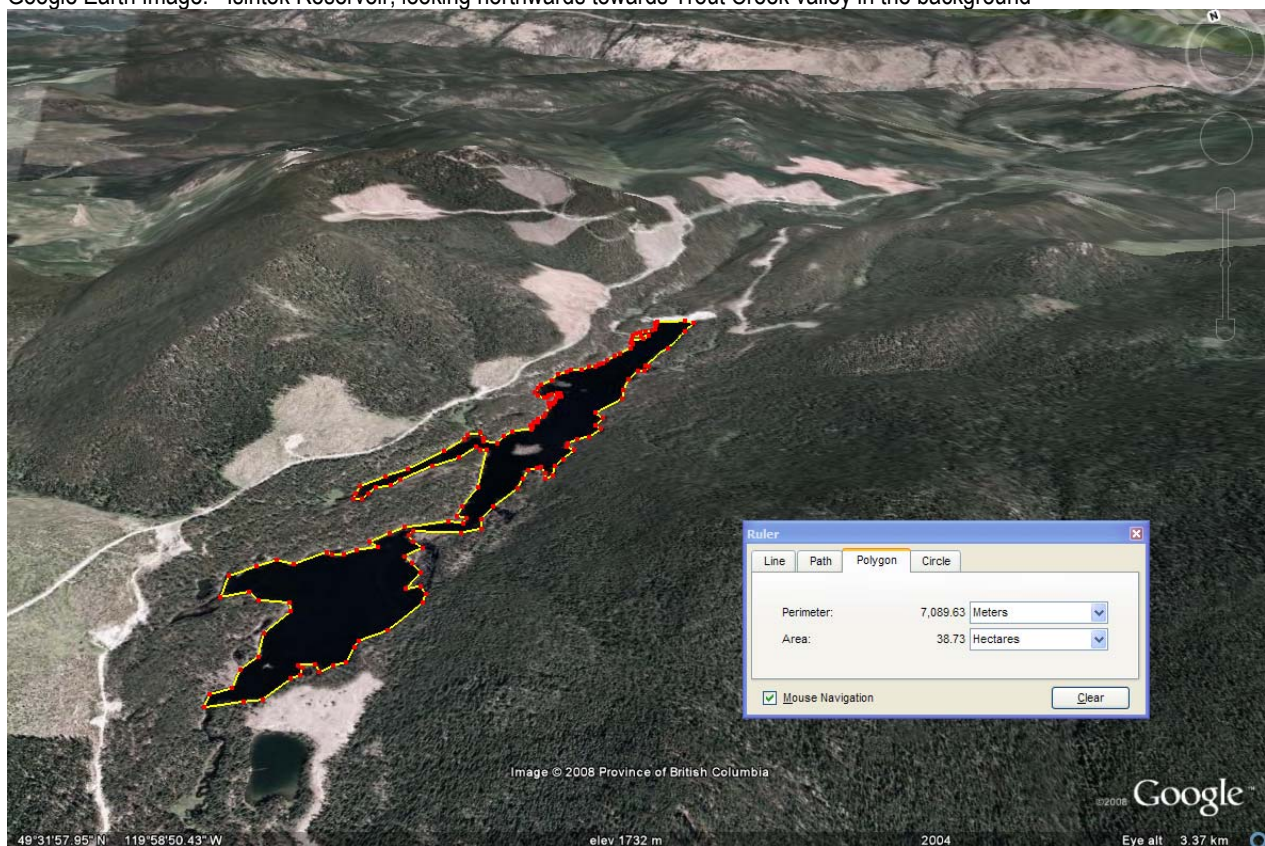 Google Earth image: Isintok Reservoir, looking northwards towards Trout Creek valley in the background
N
Ruler
Line Path Polygon Circle
Perimeter: 7,089.63 Meters
Area: 38.73 Hectares
Mouse Navigation Clear
Image © 2008 Province of British Columbia
©2008 Google™
49°31'57.95" N 119°58'50.43" W elev 1732 m 2004 Eye alt 3.37 km